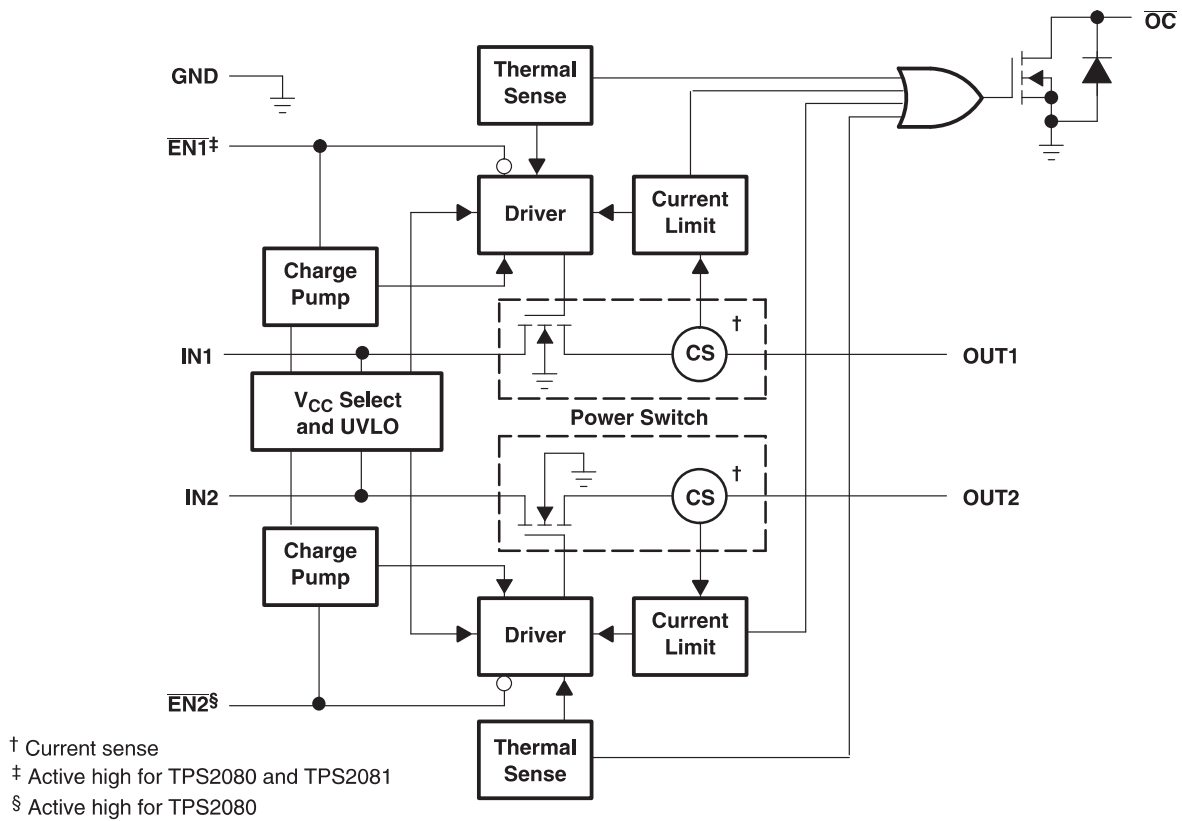 OC
GND
Thermal
Sense
EN1‡
Driver
Current
Limit
Charge
Pump
†
IN1
CS
OUT1
VCC Select
and UVLO
Power Switch
†
IN2
CS
OUT2
Charge
Pump
Driver
Current
Limit
EN2§
Thermal
Sense
† Current sense
‡ Active high for TPS2080 and TPS2081
§ Active high for TPS2080